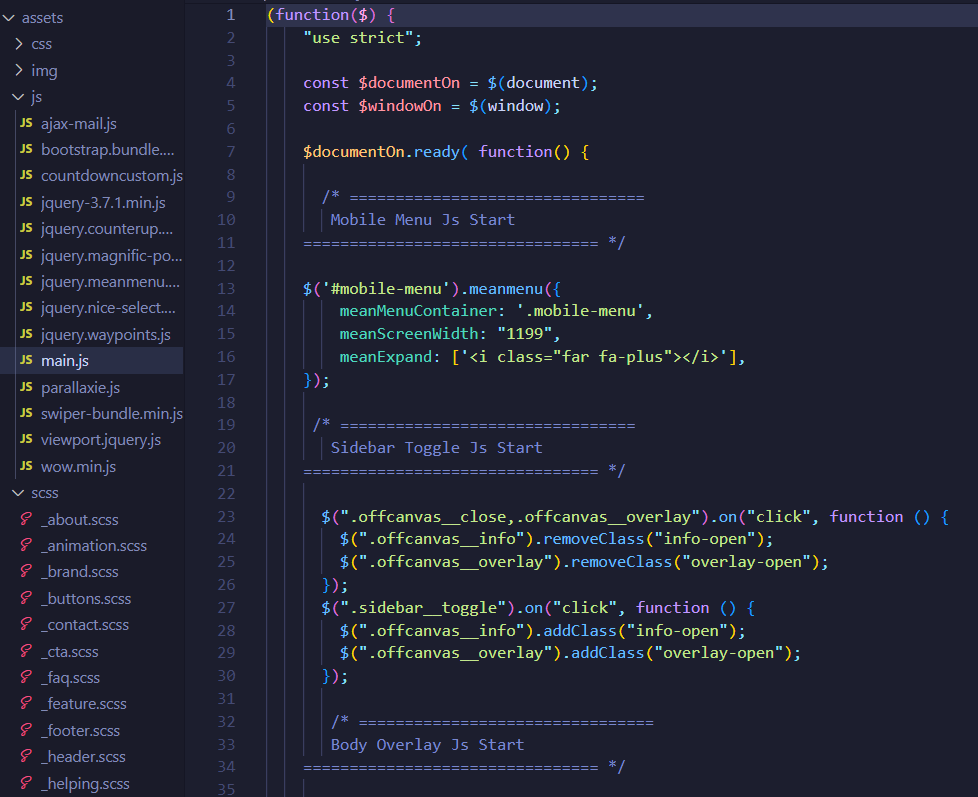 assets
css
img
js
JS ajax-mail.js
JS bootstrap.bundle....
JS countdowncustom.js
JS jquery-3.7.1.min.js
JS jquery.counterup....
JS jquery.magnific-po...
JS jquery.meanmenu....
JS jquery.nice-select....
JS jquery.waypoints.js
JS main.js
JS parallaxie.js
JS swiper-bundle.min.js
JS viewport.jquery.js
JS wow.min.js
scss
_about.scss
_animation.scss
_brand.scss
_buttons.scss
_contact.scss
_cta.scss
_faq.scss
_feature.scss
_footer.scss
_header.scss
_helping.scss
1 (function($) {
2 "use strict";
3
4 const $documentOn = $(document);
5 const $windowOn = $(window);
6
7 $documentOn.ready( function() {
8
9 /* ================================
10 Mobile Menu Js Start
11 ================================ */
12
13 $('#mobile-menu').meanmenu({
14 meanMenuContainer: '.mobile-menu',
15 meanScreenWidth: "1199",
16 meanExpand: ['<i class="far fa-plus"></i>'],
17 });
18
19 /* ================================
20 Sidebar Toggle Js Start
21 ================================ */
22
23 $(".offcanvas__close,.offcanvas__overlay").on("click", function () {
24 $(".offcanvas__info").removeClass("info-open");
25 $(".offcanvas__overlay").removeClass("overlay-open");
26 });
27 $(".sidebar__toggle").on("click", function () {
28 $(".offcanvas__info").addClass("info-open");
29 $(".offcanvas__overlay").addClass("overlay-open");
30 });
31
32 /* ================================
33 Body Overlay Js Start
34 ================================ */
35